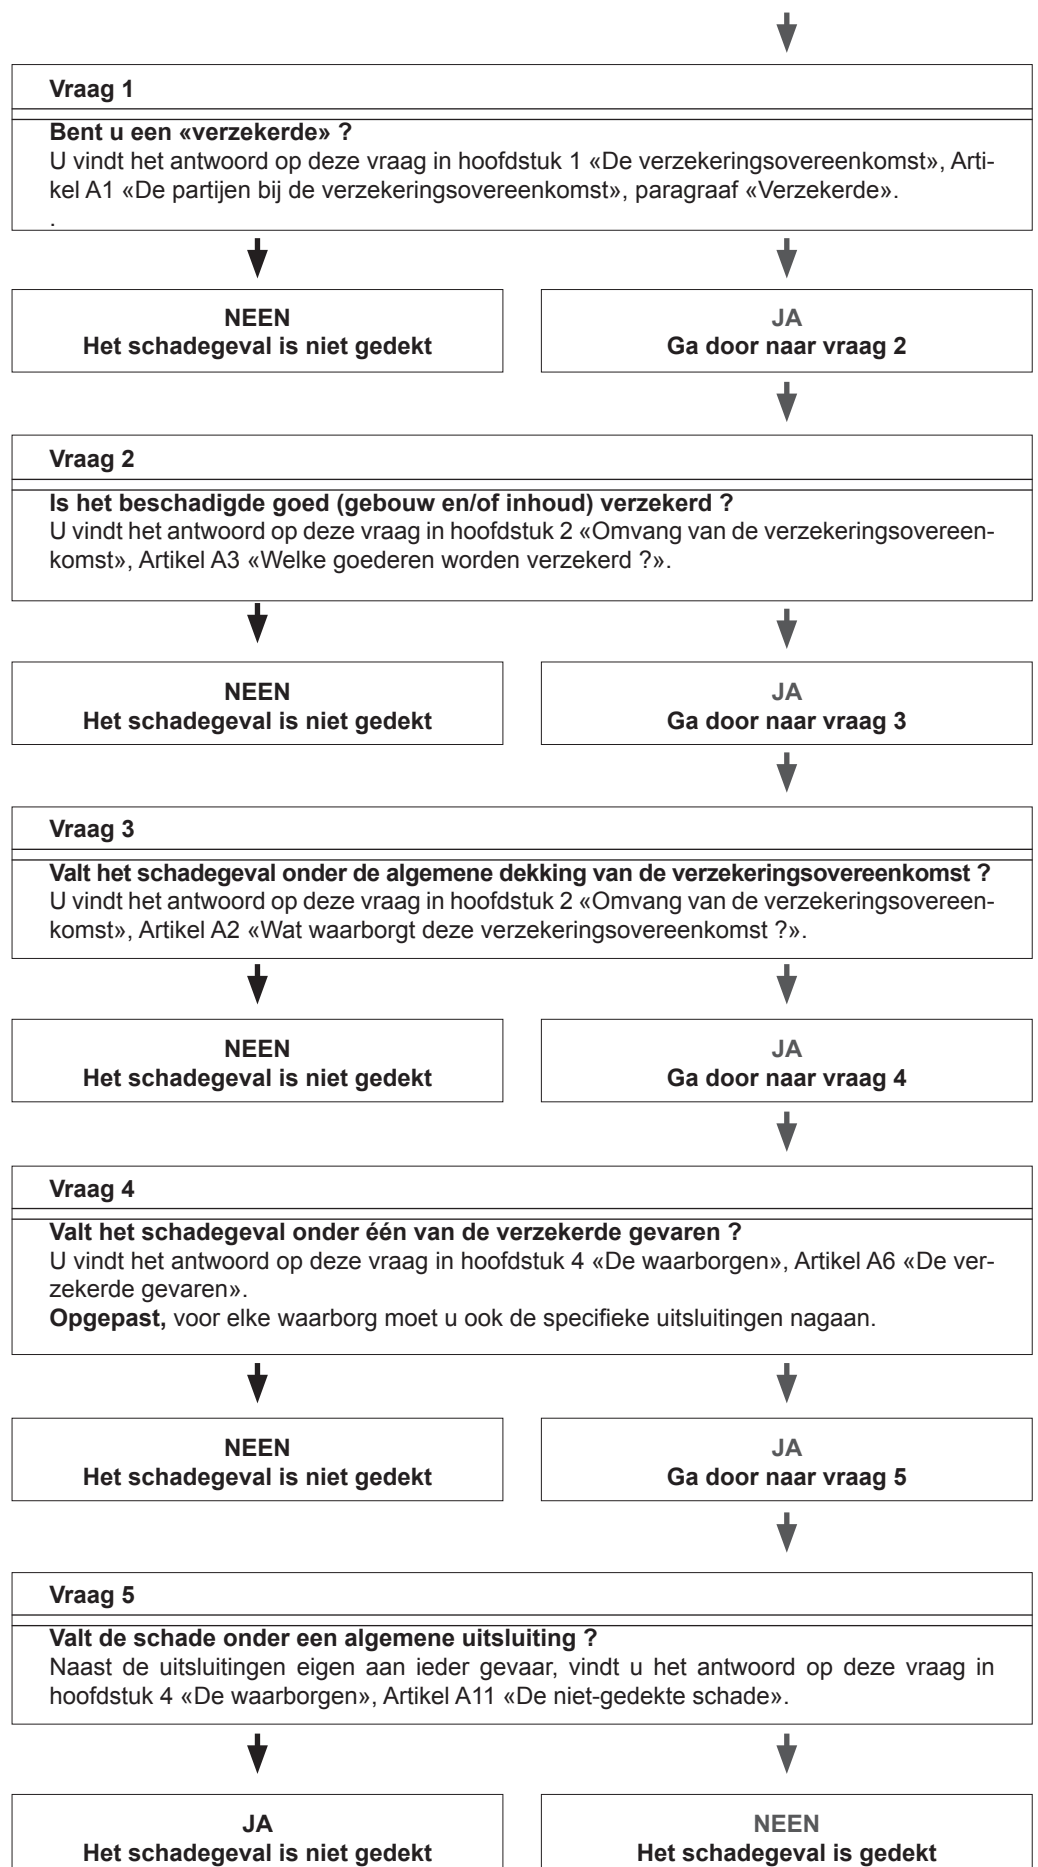 Vraag 1
Bent u een «verzekerde» ?
U vindt het antwoord op deze vraag in hoofdstuk 1 «De verzekeringsovereenkomst», Arti-
kel A1 «De partijen bij de verzekeringsovereenkomst», paragraaf «Verzekerde».
.
NEEN
Het schadegeval is niet gedekt
JA
Ga door naar vraag 2
Vraag 2
Is het beschadigde goed (gebouw en/of inhoud) verzekerd ?
U vindt het antwoord op deze vraag in hoofdstuk 2 «Omvang van de verzekeringsovereen-
komst», Artikel A3 «Welke goederen worden verzekerd ?».
NEEN
Het schadegeval is niet gedekt
JA
Ga door naar vraag 3
Vraag 3
Valt het schadegeval onder de algemene dekking van de verzekeringsovereenkomst ?
U vindt het antwoord op deze vraag in hoofdstuk 2 «Omvang van de verzekeringsovereen-
komst», Artikel A2 «Wat waarborgt deze verzekeringsovereenkomst ?».
NEEN
Het schadegeval is niet gedekt
JA
Ga door naar vraag 4
Vraag 4
Valt het schadegeval onder één van de verzekerde gevaren ?
U vindt het antwoord op deze vraag in hoofdstuk 4 «De waarborgen», Artikel A6 «De ver-
zekerde gevaren».
Opgepast, voor elke waarborg moet u ook de specifieke uitsluitingen nagaan.
NEEN
Het schadegeval is niet gedekt
JA
Ga door naar vraag 5
Vraag 5
Valt de schade onder een algemene uitsluiting ?
Naast de uitsluitingen eigen aan ieder gevaar, vindt u het antwoord op deze vraag in
hoofdstuk 4 «De waarborgen», Artikel A11 «De niet-gedekte schade».
JA
Het schadegeval is niet gedekt
NEEN
Het schadegeval is gedekt